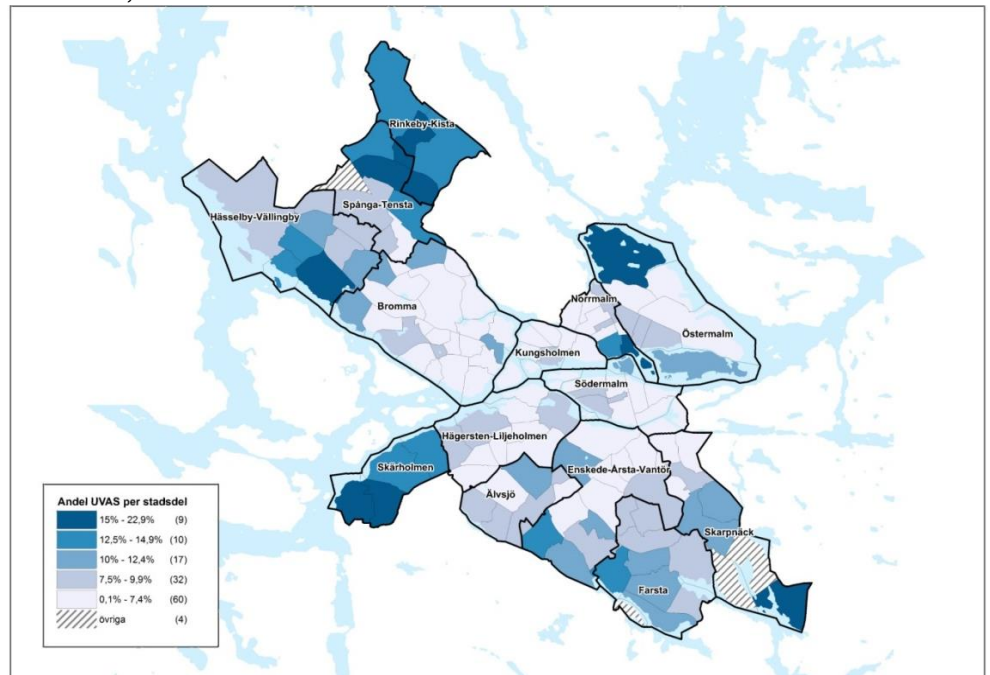 Rinkeby-Kista
Spånga-Tensta
Hässelby-Vällingby
Norrmalm
Bromma
Östermalm
Kungsholmen
Södermalm
Hägersten-Liljeholmen
Skärholmen
Enskede-Årsta-Vantör
Älvsjö
Skarpnäck
Farsta
Andel UVAS per stadsdel
15% - 22,9% (9)
12,5% - 14,9% (10)
10% - 12,4% (17)
7,5% - 9,9% (32)
0,1% - 7,4% (60)
övriga (4)